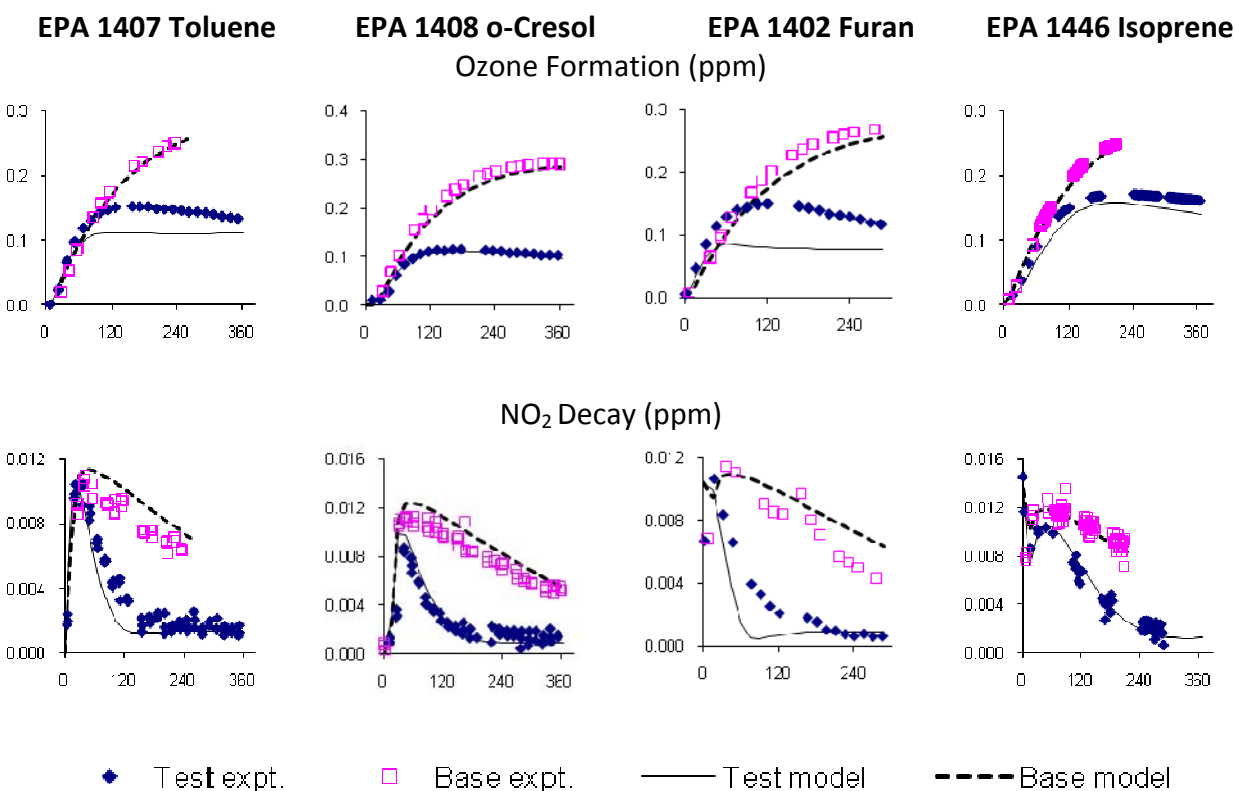 EPA 1407 Toluene EPA 1408 o-Cresol EPA 1402 Furan EPA 1446 Isoprene
Ozone Formation (ppm)
0.3 0.4 0.3 0.3
0.2 0.3 0.2 0.2
0.1 0.2 0.1 0.1
0.0 0.1 0.0 0.0
0.0
0 120 240 360 0 120 240 360 0 120 240 0 120 240 360
NO₂ Decay (ppm)
0.012 0.016 0.012 0.016
0.008 0.012 0.008 0.012
0.004 0.008 0.004 0.008
0.000 0.004 0.000 0.004
0.000 0.000
0 120 240 360 0 120 240 360 0 120 240 0 120 240 360
Test expt. Base expt. Test model Base model